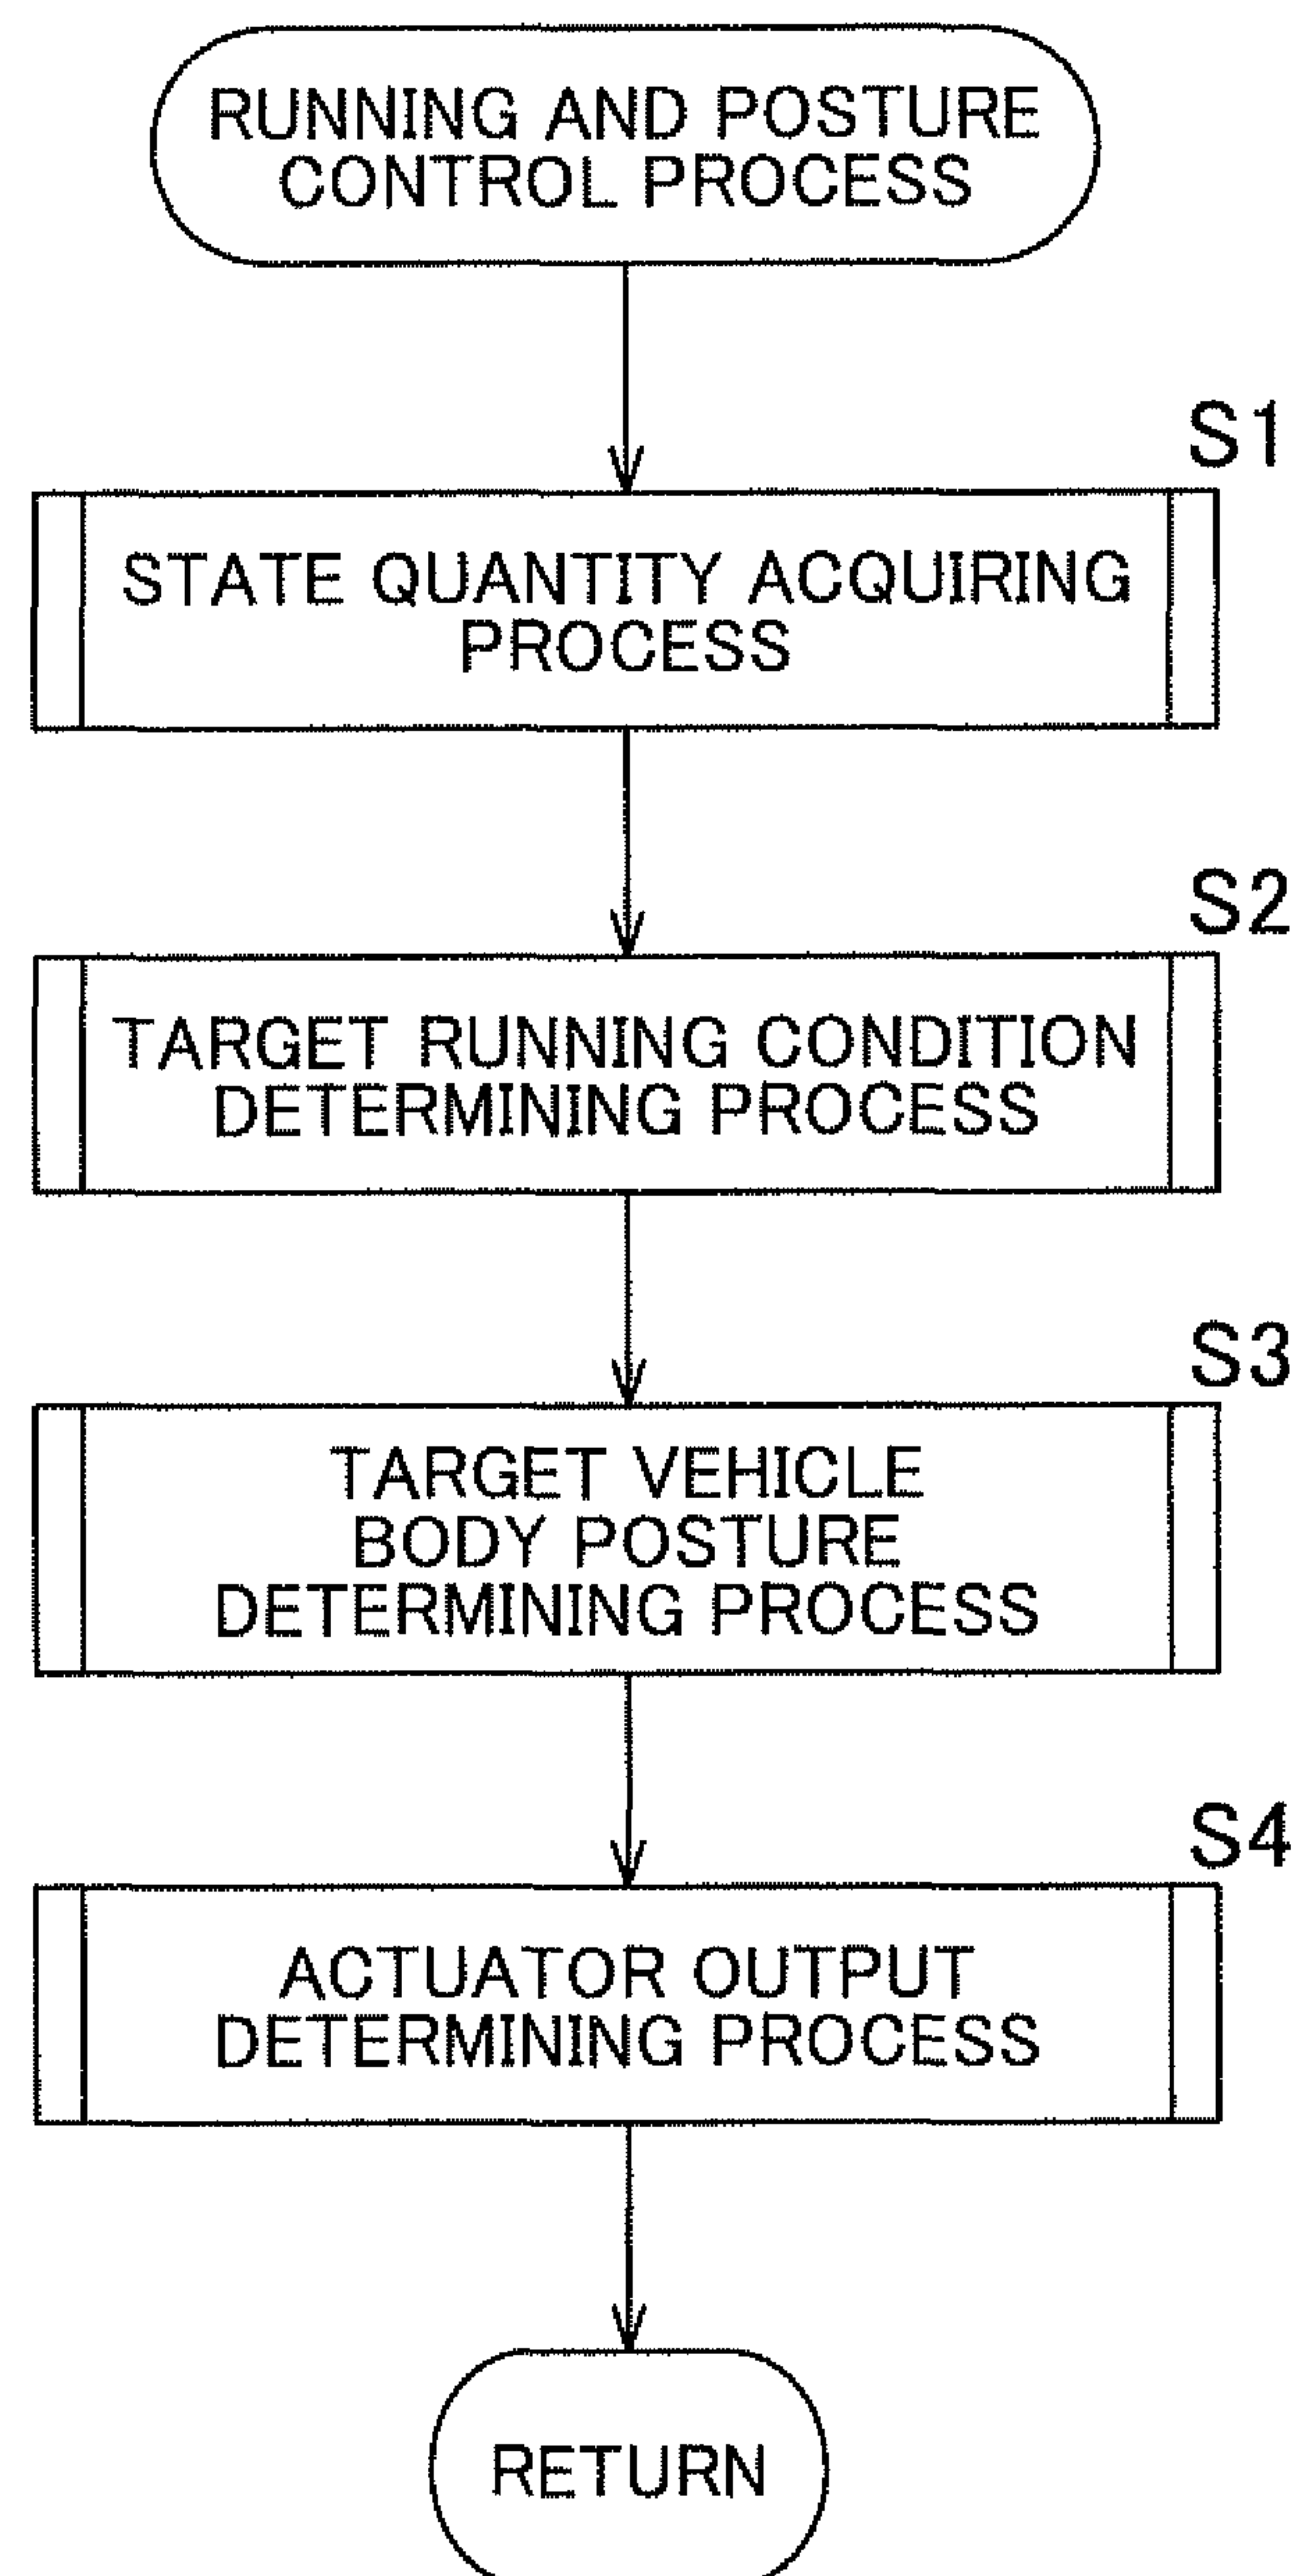 RUNNING AND POSTURE
CONTROL PROCESS
S1
STATE QUANTITY ACQUIRING
PROCESS
S2
TARGET RUNNING CONDITION
DETERMINING PROCESS
S3
TARGET VEHICLE
BODY POSTURE
DETERMINING PROCESS
S4
ACTUATOR OUTPUT
DETERMINING PROCESS
RETURN